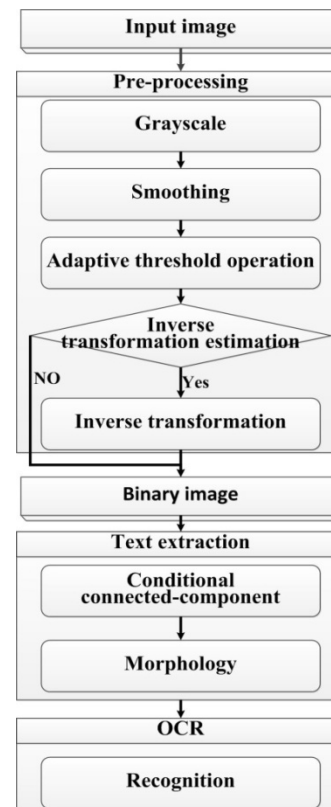 Input image
Pre-processing
Grayscale
Smoothing
Adaptive threshold operation
Inverse
transformation estimation
NO
Yes
Inverse transformation
Binary image
Text extraction
Conditional
connected-component
Morphology
OCR
Recognition